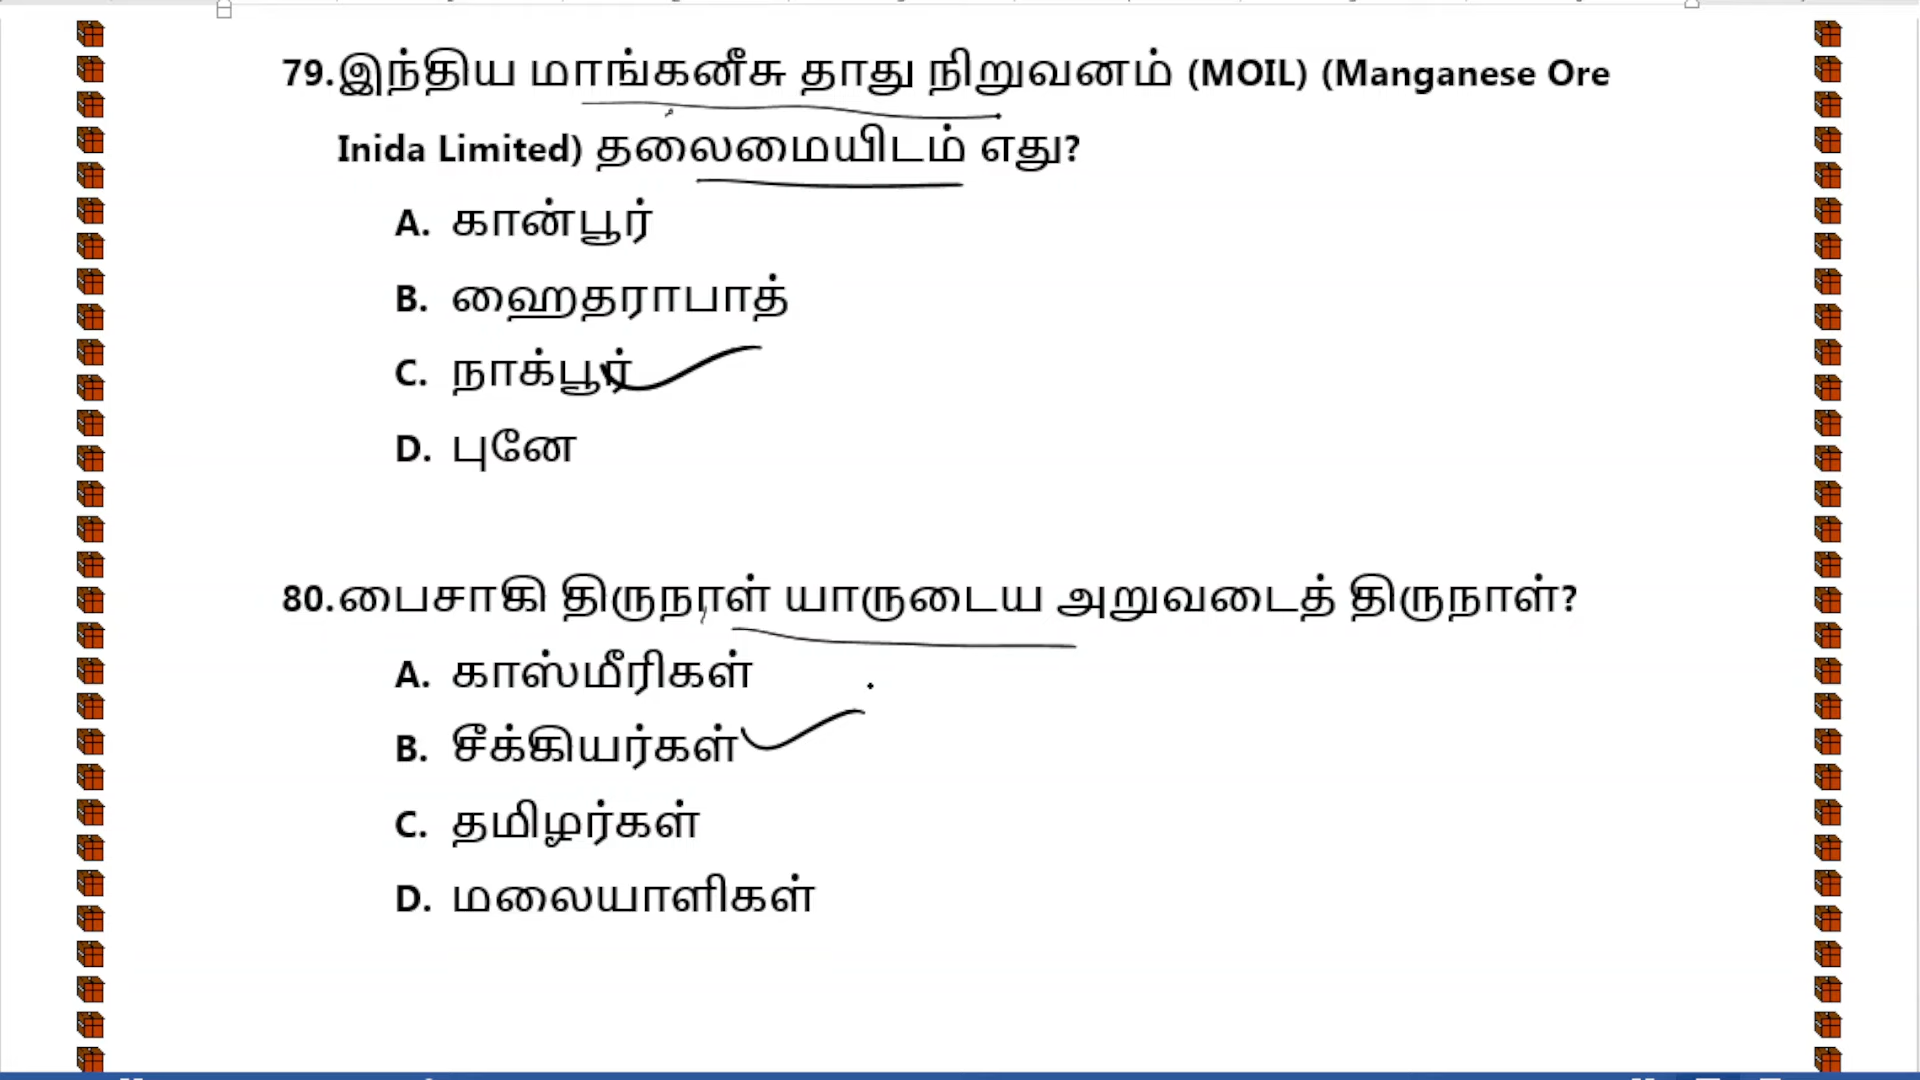 79.இந்திய மாங்கனீசு தாது நிறுவனம் (MOIL) (Manganese Ore
Inida Limited) தலைமையிடம் எது?
A. கான்பூர்
B. ஹைதராபாத்
C. நாக்பூர்
D. புனே
80.பைசாகி திருநாள் யாருடைய அறுவடைத் திருநாள்?
A. காஸ்மீரிகள்
B. சீக்கியர்கள்
C. தமிழர்கள்
D. மலையாளிகள்